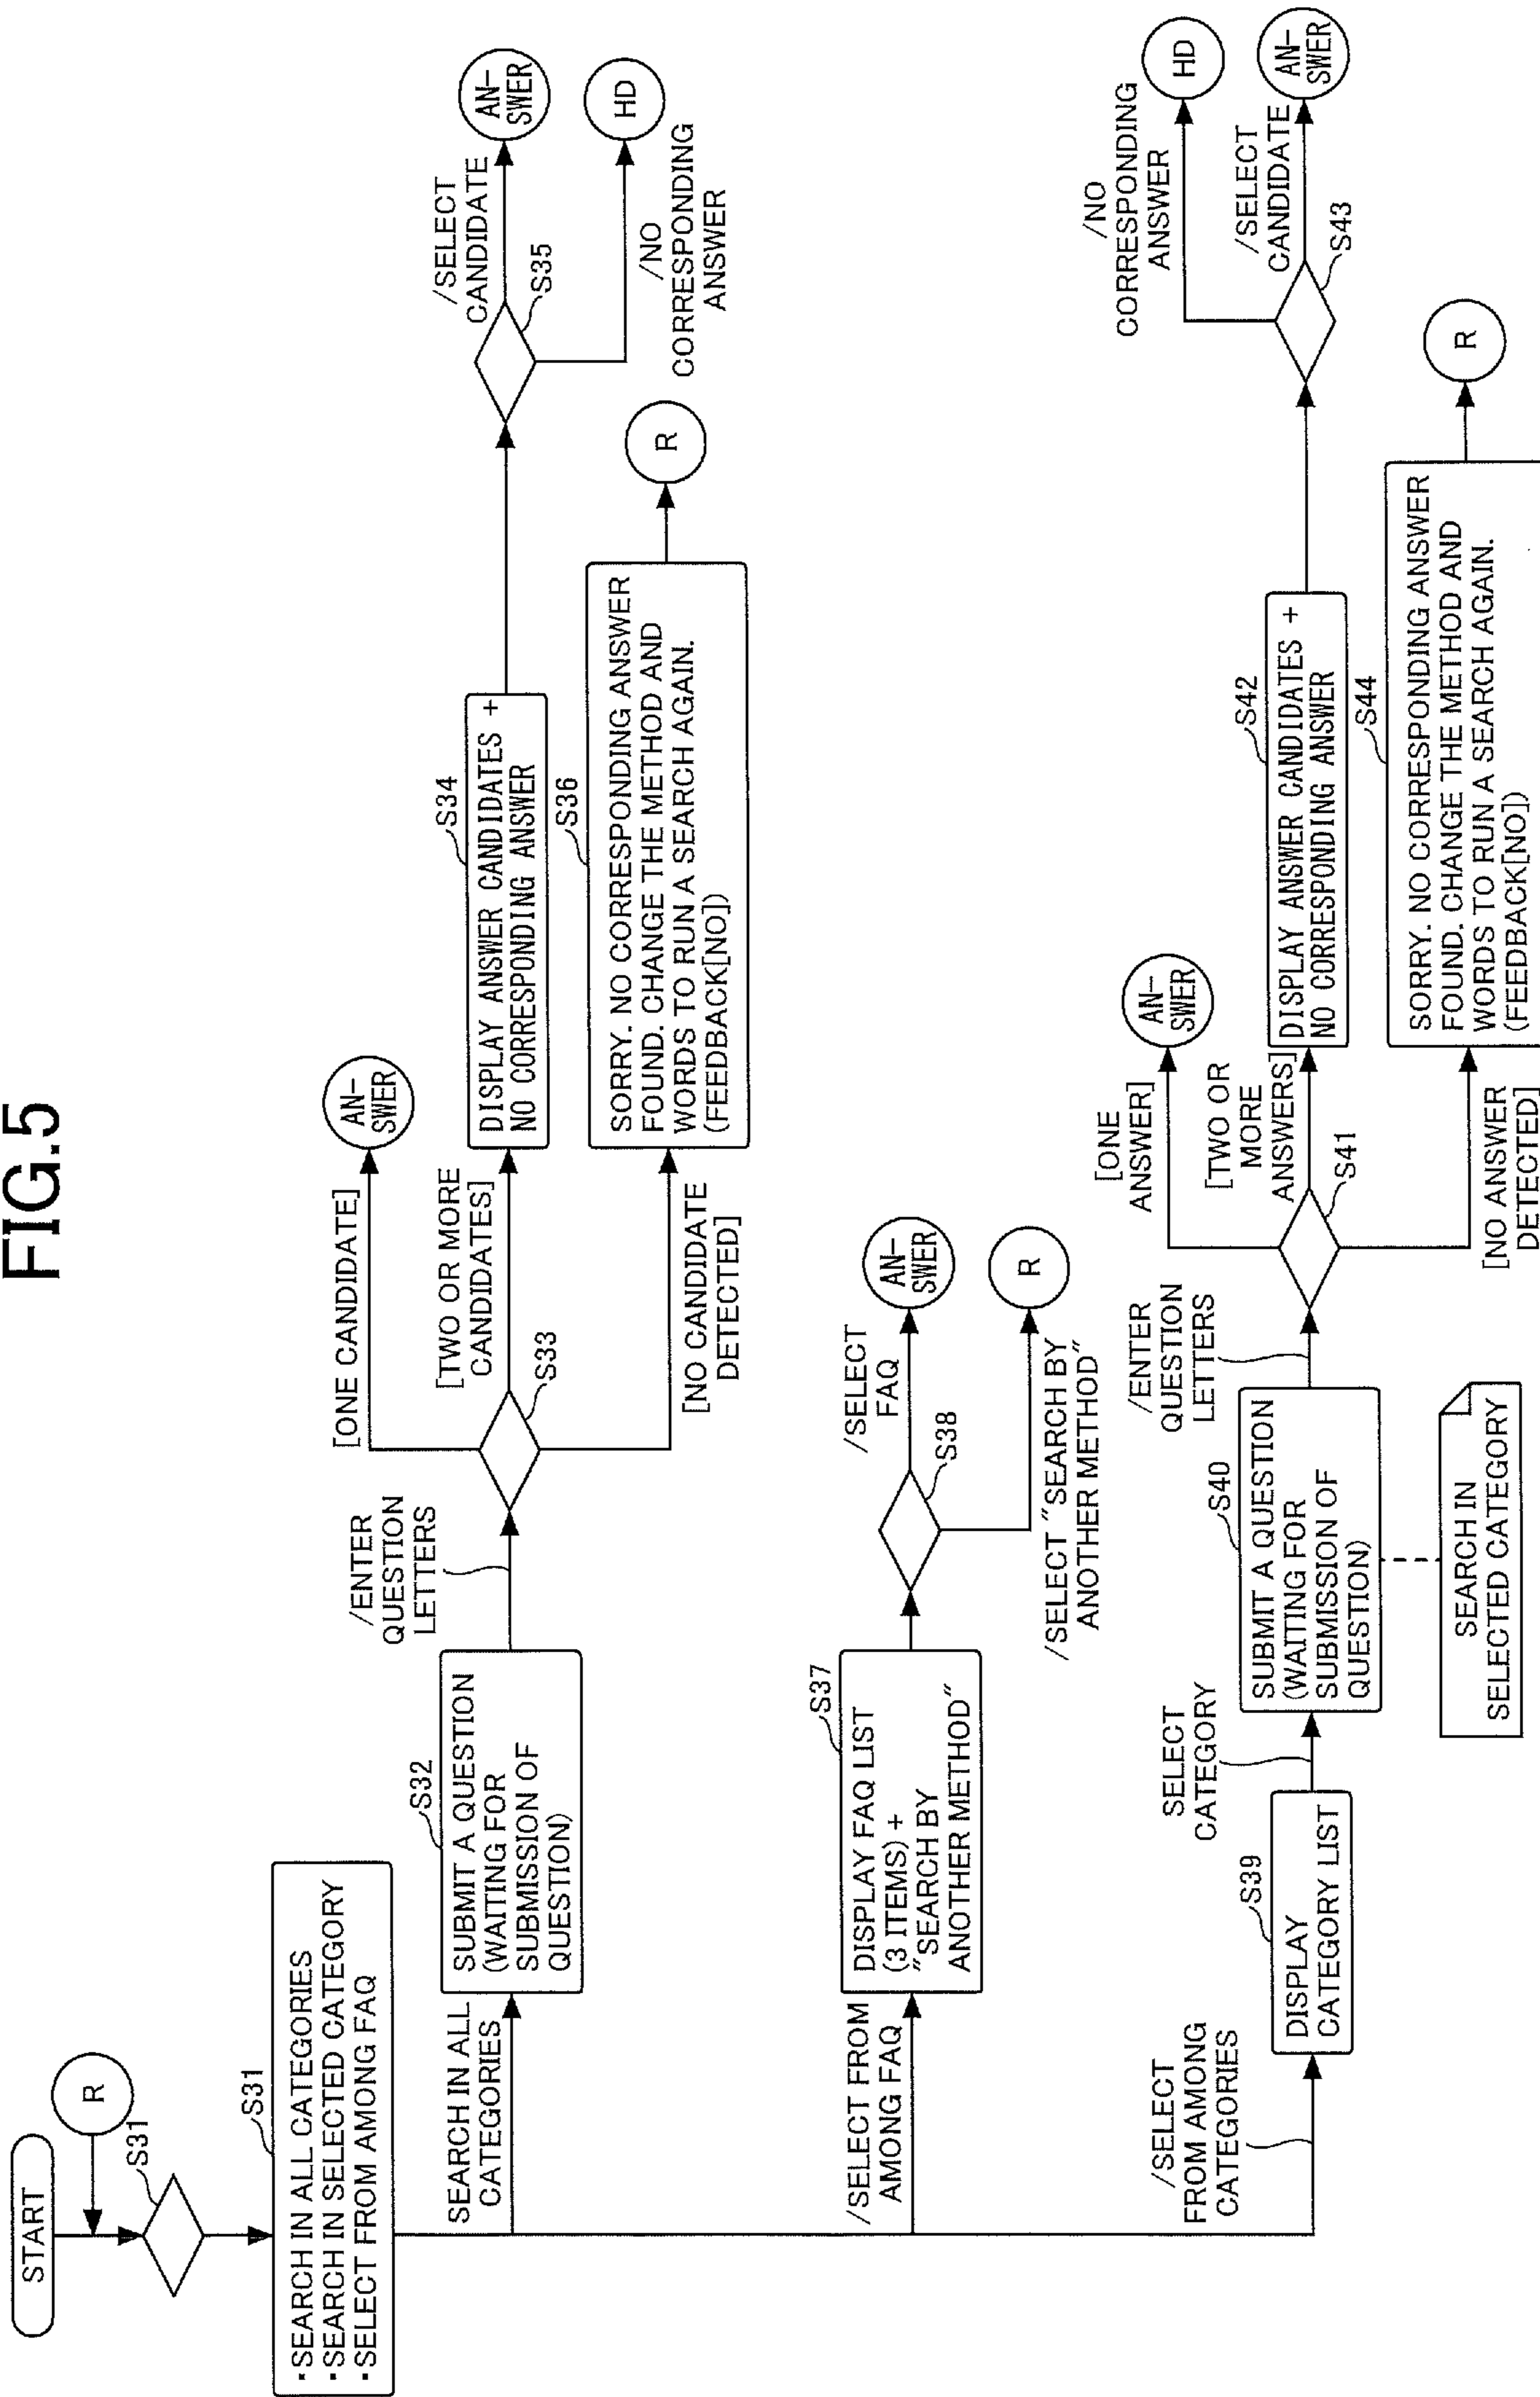 FIG.5
START
R
S31
S31
・SEARCH IN ALL CATEGORIES
・SEARCH IN SELECTED CATEGORY
・SELECT FROM AMONG FAQ
SEARCH IN ALL
CATEGORIES
S32
SUBMIT A QUESTION
(WAITING FOR
SUBMISSION OF
QUESTION)
/ENTER
QUESTION
LETTERS
S33
[ONE CANDIDATE]
AN-
SWER
[TWO OR MORE
CANDIDATES]
S34
DISPLAY ANSWER CANDIDATES +
NO CORRESPONDING ANSWER
S35
/SELECT
CANDIDATE
AN-
SWER
/NO
CORRESPONDING
ANSWER
HD
[NO CANDIDATE
DETECTED]
S36
SORRY. NO CORRESPONDING ANSWER
FOUND. CHANGE THE METHOD AND
WORDS TO RUN A SEARCH AGAIN.
(FEEDBACK[NO])
R
/SELECT FROM
AMONG FAQ
S37
DISPLAY FAQ LIST
(3 ITEMS) +
"SEARCH BY
ANOTHER METHOD"
S38
/SELECT
FAQ
AN-
SWER
/SELECT "SEARCH BY
ANOTHER METHOD"
R
/SELECT
FROM AMONG
CATEGORIES
S39
DISPLAY
CATEGORY LIST
SELECT
CATEGORY
S40
SUBMIT A QUESTION
(WAITING FOR
SUBMISSION OF
QUESTION)
SEARCH IN
SELECTED CATEGORY
/ENTER
QUESTION
LETTERS
S41
[ONE
ANSWER]
AN-
SWER
[TWO OR
MORE
ANSWERS]
S42
DISPLAY ANSWER CANDIDATES +
NO CORRESPONDING ANSWER
S43
/NO
CORRESPONDING
ANSWER
HD
/SELECT
CANDIDATE
AN-
SWER
[NO ANSWER
DETECTED]
S44
SORRY. NO CORRESPONDING ANSWER
FOUND. CHANGE THE METHOD AND
WORDS TO RUN A SEARCH AGAIN.
(FEEDBACK[NO])
R